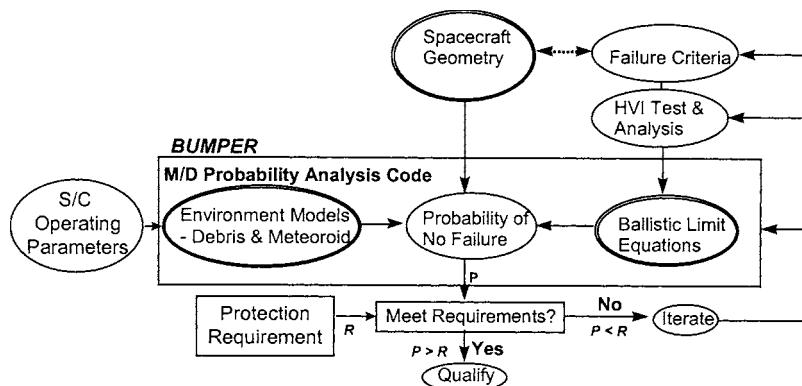 Spacecraft
Geometry
Failure Criteria
HVI Test &
Analysis
BUMPER
M/D Probability Analysis Code
S/C
Operating
Parameters
Environment Models
- Debris & Meteoroid
Probability of
No Failure
Ballistic Limit
Equations
P
Protection
Requirement
R
Meet Requirements?
No
P < R
Iterate
P > R Yes
Qualify